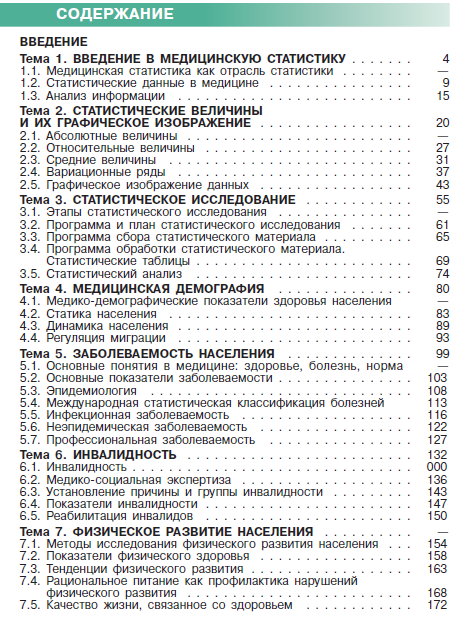 СОДЕРЖАНИЕ
ВВЕДЕНИЕ
Тема 1. ВВЕДЕНИЕ В МЕДИЦИНСКУЮ СТАТИСТИКУ . . . . . . . 4
1.1. Медицинская статистика как отрасль статистики . . . . . . . . —
1.2. Статистические данные в медицине . . . . . . . . . . . . . . 9
1.3. Анализ информации . . . . . . . . . . . . . . . . . . . . 15
Тема 2. СТАТИСТИЧЕСКИЕ ВЕЛИЧИНЫ
И ИХ ГРАФИЧЕСКОЕ ИЗОБРАЖЕНИЕ . . . . . . . . . . . . . . 20
2.1. Абсолютные величины . . . . . . . . . . . . . . . . . . . —
2.2. Относительные величины . . . . . . . . . . . . . . . . . . 27
2.3. Средние величины . . . . . . . . . . . . . . . . . . . . . 31
2.4. Вариационные ряды . . . . . . . . . . . . . . . . . . . . 37
2.5. Графическое изображение данных . . . . . . . . . . . . . . 43
Тема 3. СТАТИСТИЧЕСКОЕ ИССЛЕДОВАНИЕ . . . . . . . . . . . 55
3.1. Этапы статистического исследования . . . . . . . . . . . . —
3.2. Программа и план статистического исследования . . . . . . . 61
3.3. Программа сбора статистического материала . . . . . . . . . 65
3.4. Программа обработки статистического материала.
Статистические таблицы . . . . . . . . . . . . . . . . . . 69
3.5. Статистический анализ . . . . . . . . . . . . . . . . . . 74
Тема 4. МЕДИЦИНСКАЯ ДЕМОГРАФИЯ . . . . . . . . . . . . 80
4.1. Медико-демографические показатели здоровья населения . . —
4.2. Статика населения . . . . . . . . . . . . . . . . . . . . 83
4.3. Динамика населения . . . . . . . . . . . . . . . . . . . . 89
4.4. Регуляция миграции . . . . . . . . . . . . . . . . . . . . 93
Тема 5. ЗАБОЛЕВАЕМОСТЬ НАСЕЛЕНИЯ . . . . . . . . . . . . 99
5.1. Основные понятия в медицине: здоровье, болезнь, норма —
5.2. Основные показатели заболеваемости . . . . . . . . . . . . 103
5.3. Эпидемиология . . . . . . . . . . . . . . . . . . . . . . 108
5.4. Международная статистическая классификация болезней 113
5.5. Инфекционная заболеваемость . . . . . . . . . . . . . . . 116
5.6. Неэпидемическая заболеваемость . . . . . . . . . . . . . . 122
5.7. Профессиональная заболеваемость . . . . . . . . . . . . . 127
Тема 6. ИНВАЛИДНОСТЬ . . . . . . . . . . . . . . . . . . . 132
6.1. Инвалидность . . . . . . . . . . . . . . . . . . . . . . . 000
6.2. Медико-социальная экспертиза . . . . . . . . . . . . . . . 136
6.3. Установление причины и группы инвалидности . . . . . . . . 143
6.4. Показатели инвалидности . . . . . . . . . . . . . . . . . . 147
6.5. Реабилитация инвалидов . . . . . . . . . . . . . . . . . . 150
Тема 7. ФИЗИЧЕСКОЕ РАЗВИТИЕ НАСЕЛЕНИЯ . . . . . . . . . —
7.1. Методы исследования физического развития населения . . . 154
7.2. Показатели физического здоровья . . . . . . . . . . . . . . 158
7.3. Тенденции физического развития . . . . . . . . . . . . . . 163
7.4. Рациональное питание как профилактика нарушений
физического развития . . . . . . . . . . . . . . . . . . . 168
7.5. Качество жизни, связанное со здоровьем . . . . . . . . . . 172